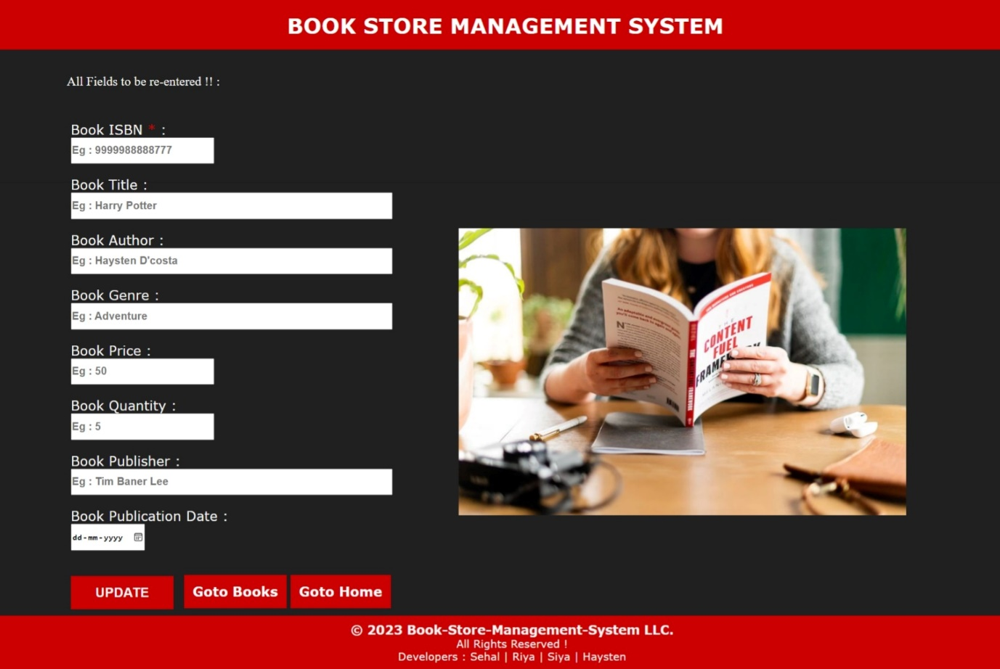 BOOK STORE MANAGEMENT SYSTEM
All Fields to be re-entered !! :
Book ISBN * :
Eg : 9999988888777
Book Title :
Eg : Harry Potter
Book Author :
Eg : Haysten D'costa
Book Genre :
Eg : Adventure
Book Price :
Eg : 50
Book Quantity :
Eg : 5
Book Publisher :
Eg : Tim Baner Lee
Book Publication Date :
dd-mm-yyyy
UPDATE Goto Books Goto Home
THE
CONTENT
FUEL
© 2023 Book-Store-Management-System LLC.
All Rights Reserved !
Developers : Sehal | Riya | Siya | Haysten